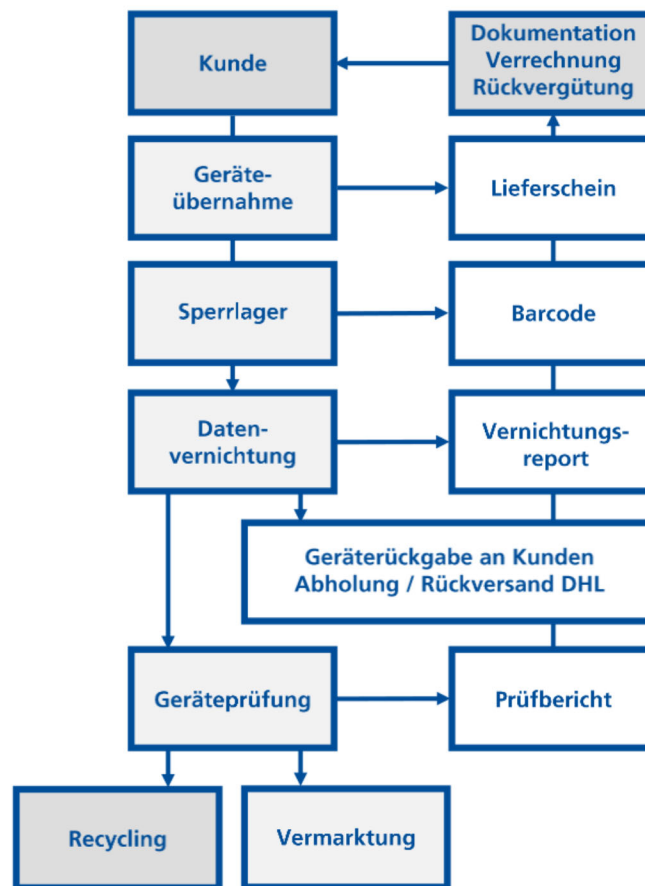 Kunde
Dokumentation
Verrechnung
Rückvergütung
Geräte-
übernahme
Lieferschein
Sperrlager
Barcode
Daten-
vernichtung
Vernichtungs-
report
Geräterückgabe an Kunden
Abholung / Rückversand DHL
Geräteprüfung
Prüfbericht
Recycling
Vermarktung